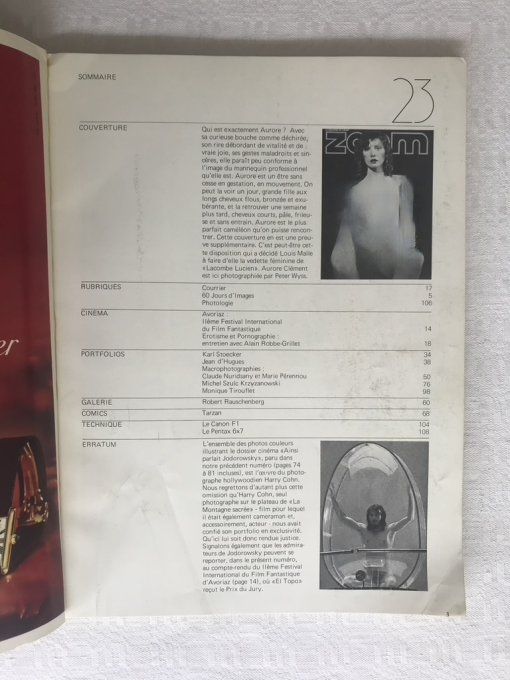 SOMMAIRE
23
COUVERTURE
Qui est exactement Aurore ? Avec
sa curieuse bouche comme déchirée,
son rire débordant de vitalité et de
vraie joie, ses gestes maladroits et sin-
cères, elle paraît peu conforme à
l'image du mannequin professionnel
qu'elle est. Aurore est un être sans
cesse en gestation, en mouvement. On
peut la voir un jour, grande fille aux
longs cheveux flous, bronzée et exu-
bérante, et la retrouver une semaine
plus tard, cheveux courts, pâle, frileu-
se et sans entrain. Aurore est le plus
parfait caméléon qu'on puisse rencon-
trer. Cette couverture en est une preu-
ve supplémentaire. C'est peut-être cet-
te disposition qui a décidé Louis Malle
à faire d'elle la vedette féminine de
«Lacombe Lucien». Aurore Clément
est ici photographiée par Peter Wyss.
zoom
RUBRIQUES
Courrier 17
60 Jours d'Images 5
Photologie 106
CINÉMA
Avoriaz :
IIème Festival International
du Film Fantastique 14
Érotisme et Pornographie :
entretien avec Alain Robbe-Grillet 18
PORTFOLIOS
Karl Stoecker 34
Jean d'Hugues 38
Macrophotographies :
Claude Nuridsany et Marie Pérennou 50
Michel Szulc Krzyzanowski 76
Monique Tirouflet 98
GALERIE
Robert Rauschenberg 60
COMICS
Tarzan 68
TECHNIQUE
Le Canon F1 104
Le Pentax 6x7 108
ERRATUM
L'ensemble des photos couleurs
illustrant le dossier cinéma «Ainsi
parlait Jodorowsky», paru dans
notre précédent numéro (pages 74
à 81 incluses), est l'œuvre du photo-
graphe hollywoodien Harry Cohn.
Nous regrettons d'autant plus cette
omission qu'Harry Cohn, seul
photographe sur le plateau de «La
Montagne sacrée» - film pour lequel
il était également cameraman et,
accessoirement, acteur - nous avait
confié son portfolio en exclusivité.
Qu'ici lui soit donc rendue justice.
Signalons également que les admira-
teurs de Jodorowsky peuvent se
reporter, dans le présent numéro,
au compte-rendu du IIème Festival
International du Film Fantastique
d'Avoriaz (page 14), où «El Topo»
reçut le Prix du Jury.
3